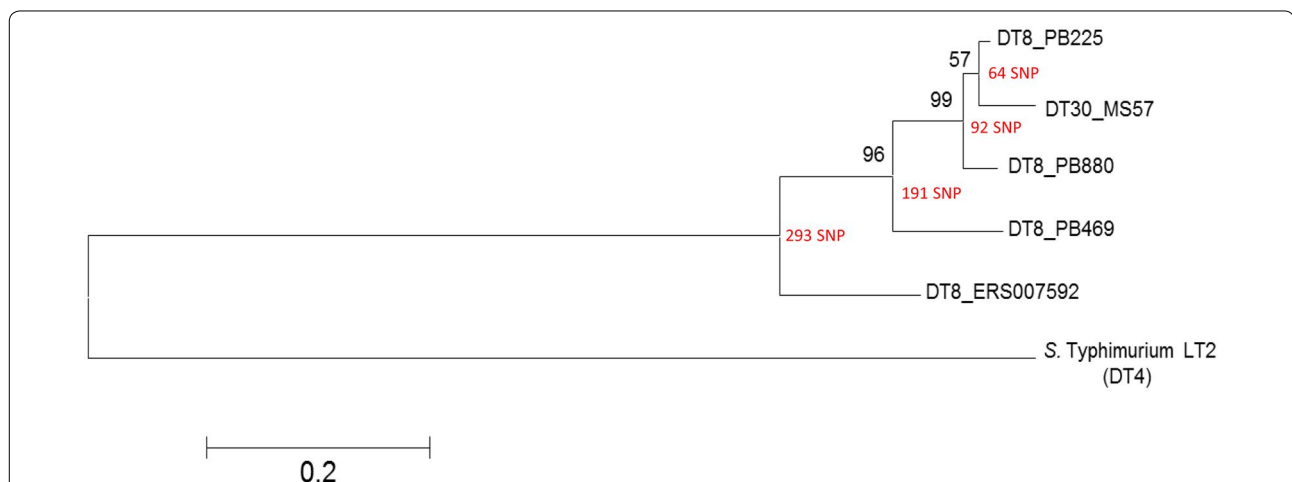 DT8_PB225
57
64 SNP
99
DT30_MS57
92 SNP
96
DT8_PB880
191 SNP
DT8_PB469
293 SNP
DT8_ERS007592
S. Typhimurium LT2
(DT4)
0.2